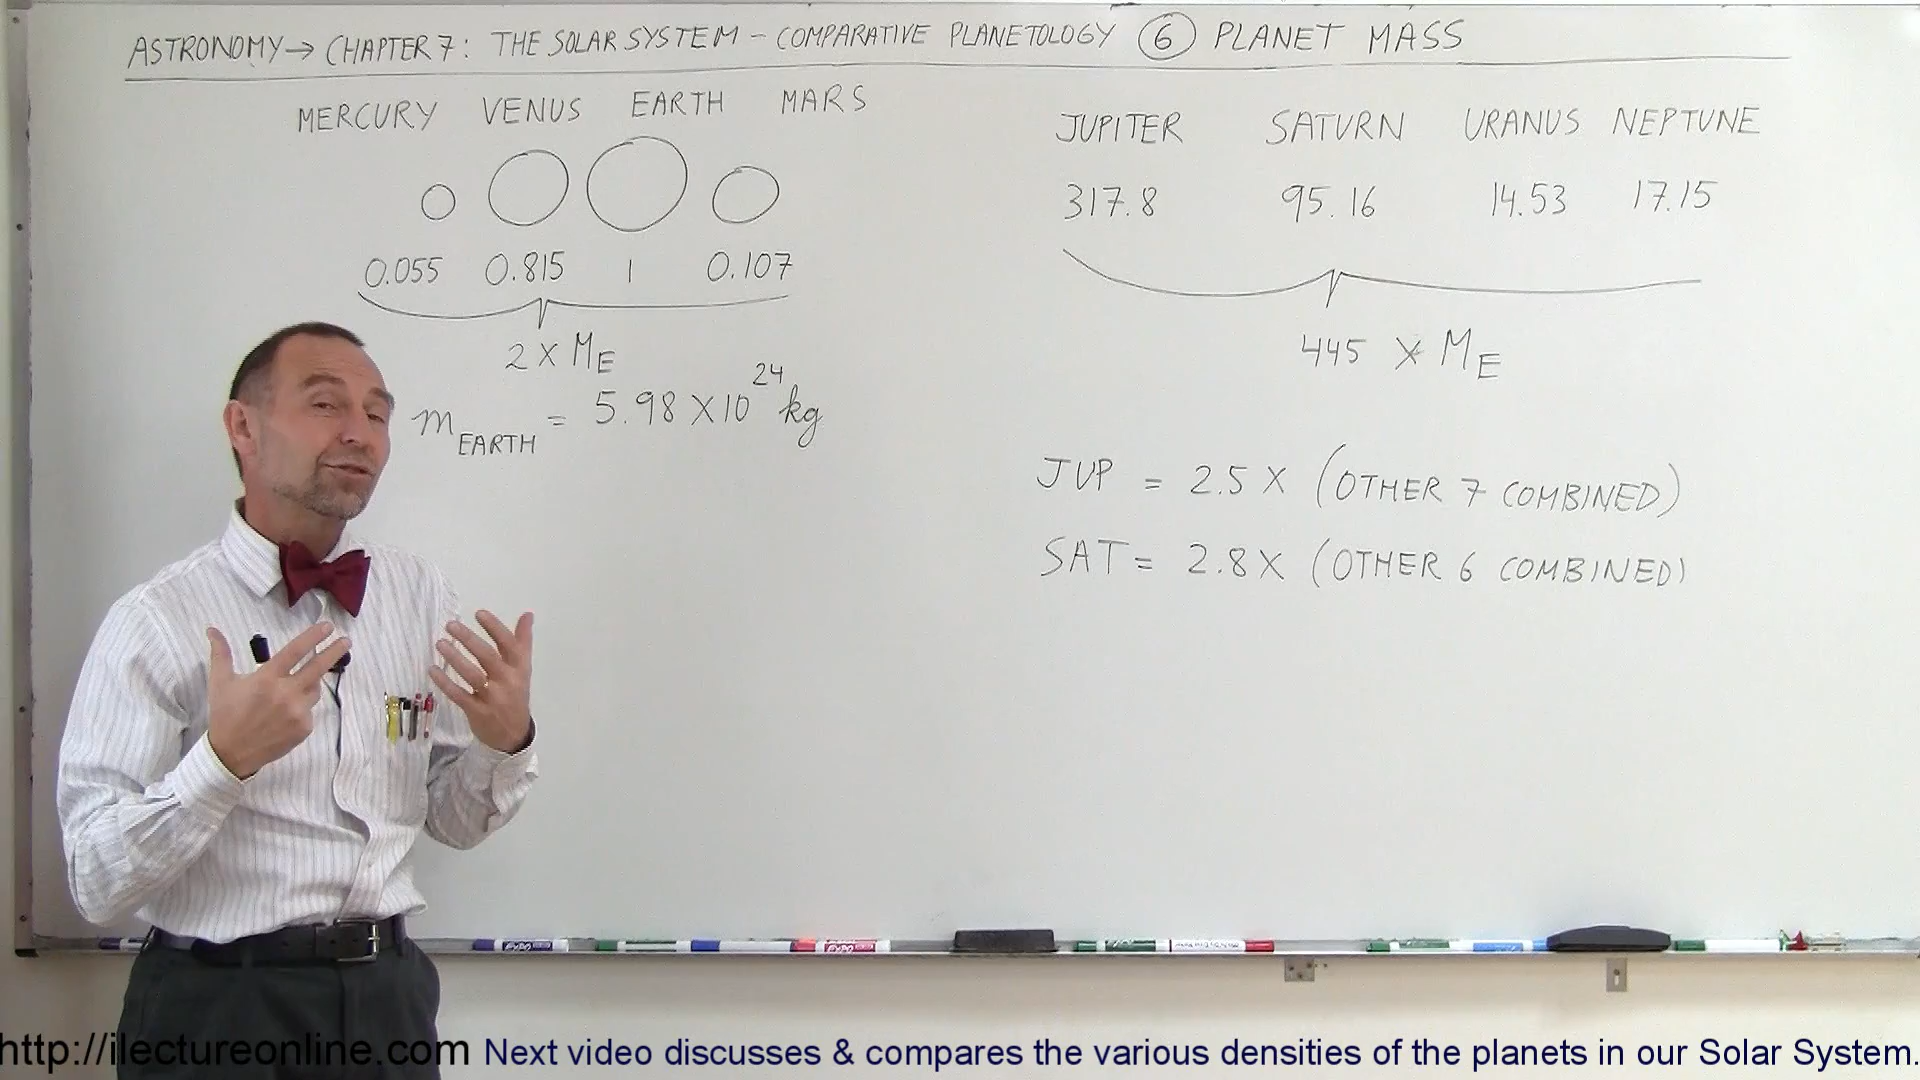 ASTRONOMY → CHAPTER 7: THE SOLAR SYSTEM - COMPARATIVE PLANETOLOGY 6 PLANET MASS
MERCURY VENUS EARTH MARS
0.055 0.815 1 0.107
2 X ME
mEARTH = 5.98 X 10^24 kg
JUPITER SATURN URANUS NEPTUNE
317.8 95.16 14.53 17.15
445 X ME
JUP = 2.5 X (OTHER 7 COMBINED)
SAT = 2.8 X (OTHER 6 COMBINED)
EXPO EXPO
http://ilectureonline.com Next video discusses & compares the various densities of the planets in our Solar System.